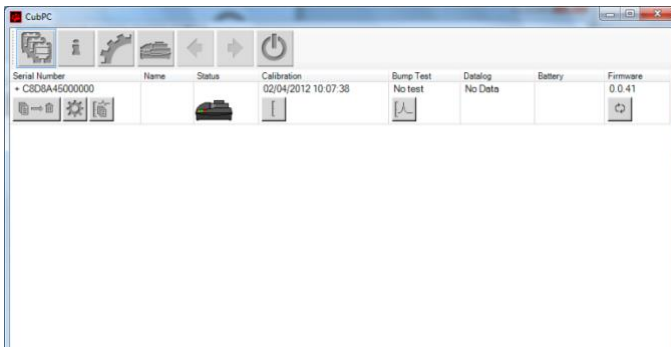 CubPC
Serial Number Name Status Calibration Bump Test Datalog Battery Firmware
+ C8D8A45000000 02/04/2012 10:07:38 No test No Data 0.0.41